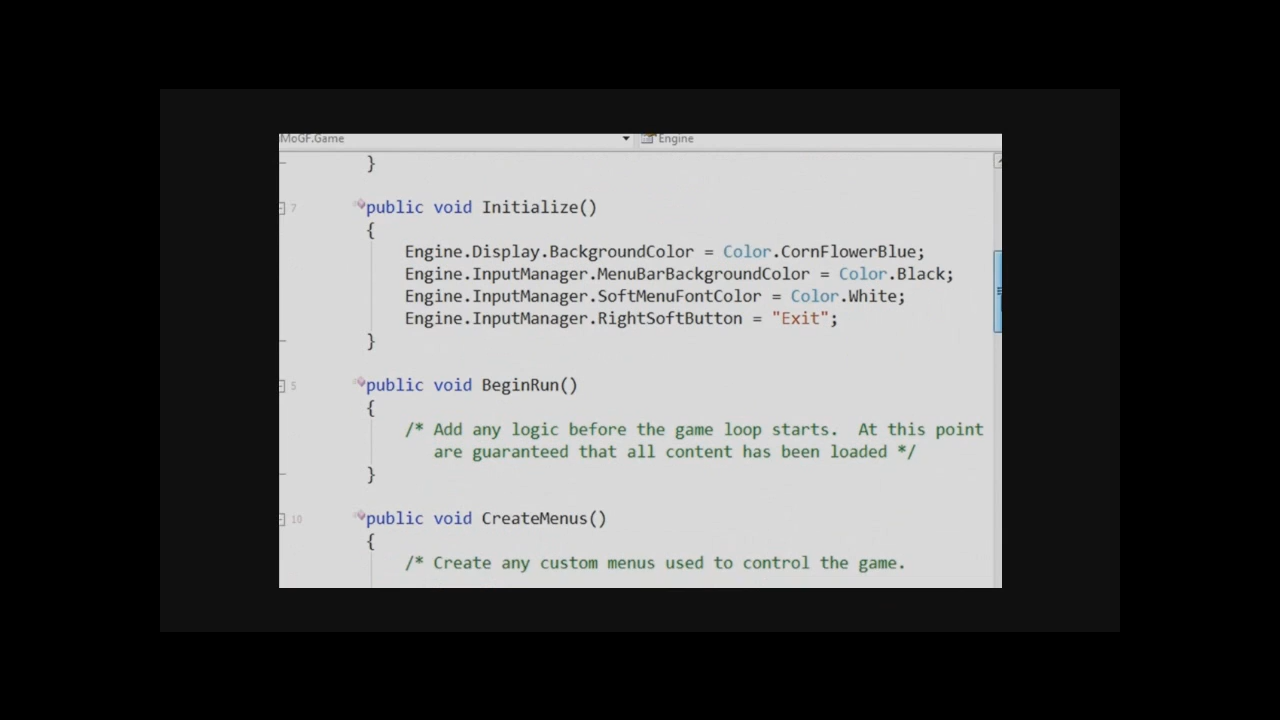 MoGF.Game Engine
}
7 public void Initialize()
{
Engine.Display.BackgroundColor = Color.CornFlowerBlue;
Engine.InputManager.MenuBarBackgroundColor = Color.Black;
Engine.InputManager.SoftMenuFontColor = Color.White;
Engine.InputManager.RightSoftButton = "Exit";
}
5 public void BeginRun()
{
/* Add any logic before the game loop starts. At this point
are guaranteed that all content has been loaded */
}
10 public void CreateMenus()
{
/* Create any custom menus used to control the game.